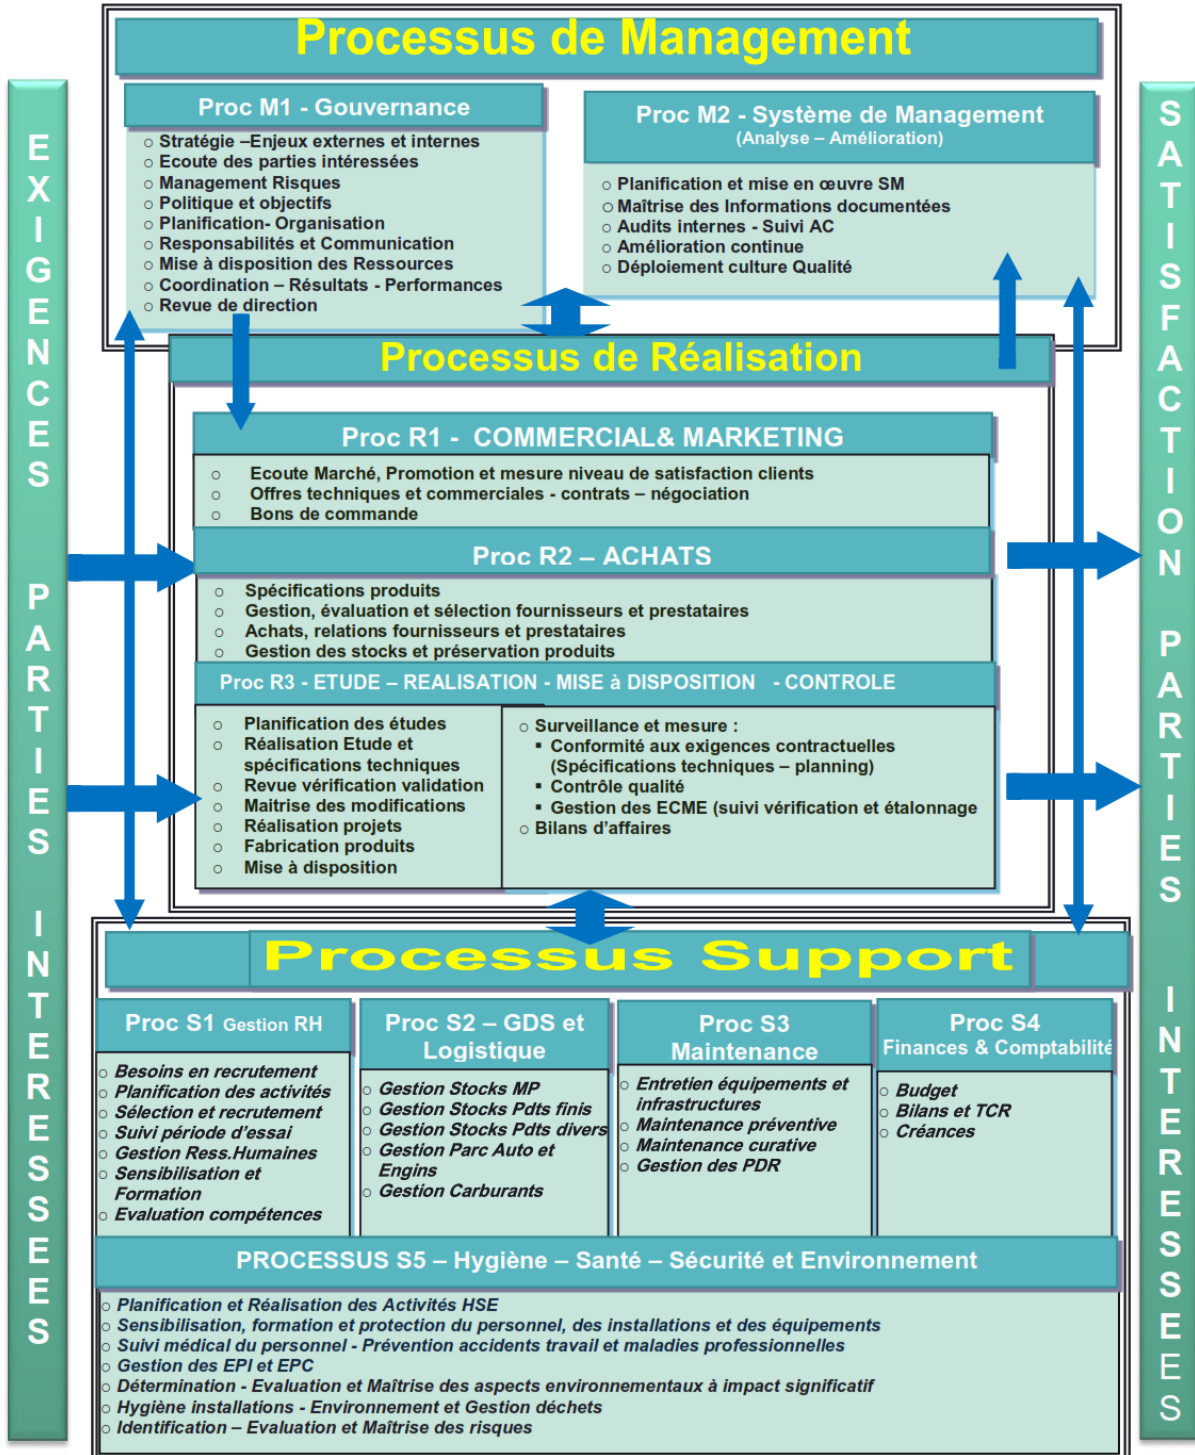 Processus de Management
Proc M1 - Gouvernance
o Stratégie –Enjeux externes et internes
o Ecoute des parties intéressées
o Management Risques
o Politique et objectifs
o Planification- Organisation
o Responsabilités et Communication
o Mise à disposition des Ressources
o Coordination – Résultats - Performances
o Revue de direction
Proc M2 - Système de Management
(Analyse – Amélioration)
o Planification et mise en œuvre SM
o Maîtrise des Informations documentées
o Audits internes - Suivi AC
o Amélioration continue
o Déploiement culture Qualité
EXIGENCES PARTIES INTERESSEES
Processus de Réalisation
Proc R1 - COMMERCIAL& MARKETING
o Ecoute Marché, Promotion et mesure niveau de satisfaction clients
o Offres techniques et commerciales - contrats – négociation
o Bons de commande
Proc R2 – ACHATS
o Spécifications produits
o Gestion, évaluation et sélection fournisseurs et prestataires
o Achats, relations fournisseurs et prestataires
o Gestion des stocks et préservation produits
Proc R3 - ETUDE – REALISATION - MISE à DISPOSITION - CONTROLE
o Planification des études
o Réalisation Etude et
spécifications techniques
o Revue vérification validation
o Maitrise des modifications
o Réalisation projets
o Fabrication produits
o Mise à disposition
o Surveillance et mesure :
▪ Conformité aux exigences contractuelles
(Spécifications techniques – planning)
▪ Contrôle qualité
▪ Gestion des ECME (suivi vérification et étalonnage
o Bilans d’affaires
SATISFACTION PARTIES INTERESSEES
Processus Support
Proc S1 Gestion RH
o Besoins en recrutement
o Planification des activités
o Sélection et recrutement
o Suivi période d’essai
o Gestion Ress.Humaines
o Sensibilisation et
Formation
o Evaluation compétences
Proc S2 – GDS et
Logistique
o Gestion Stocks MP
o Gestion Stocks Pdts finis
o Gestion Stocks Pdts divers
o Gestion Parc Auto et
Engins
o Gestion Carburants
Proc S3
Maintenance
o Entretien équipements et
infrastructures
o Maintenance préventive
o Maintenance curative
o Gestion des PDR
Proc S4
Finances & Comptabilité
o Budget
o Bilans et TCR
o Créances
PROCESSUS S5 – Hygiène – Santé – Sécurité et Environnement
o Planification et Réalisation des Activités HSE
o Sensibilisation, formation et protection du personnel, des installations et des équipements
o Suivi médical du personnel - Prévention accidents travail et maladies professionnelles
o Gestion des EPI et EPC
o Détermination - Evaluation et Maîtrise des aspects environnementaux à impact significatif
o Hygiène installations - Environnement et Gestion déchets
o Identification – Evaluation et Maîtrise des risques